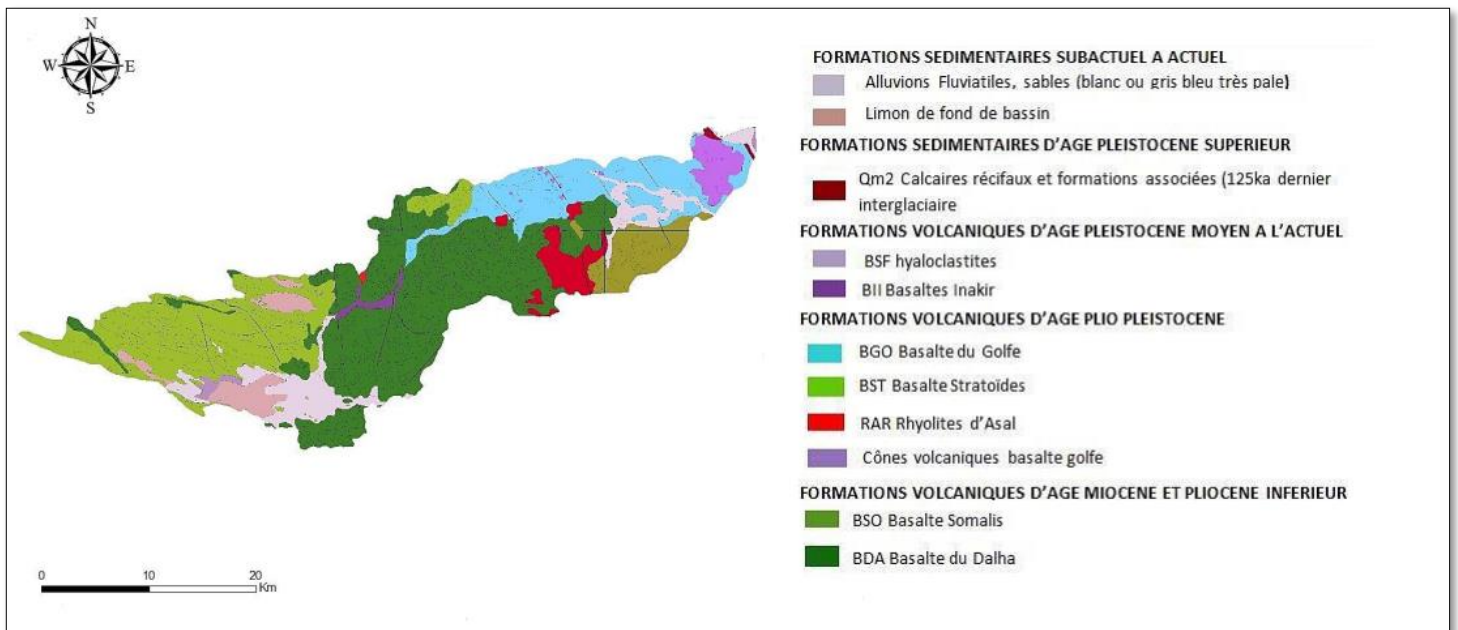 N
W E
S
FORMATIONS SEDIMENTAIRES SUBACTUEL A ACTUEL
Alluvions Fluviatiles, sables (blanc ou gris bleu très pale)
Limon de fond de bassin
FORMATIONS SEDIMENTAIRES D'AGE PLEISTOCENE SUPERIEUR
Qm2 Calcaires récifaux et formations associées (125ka dernier
interglaciaire
FORMATIONS VOLCANIQUES D'AGE PLEISTOCENE MOYEN A L'ACTUEL
BSF hyaloclastites
BII Basaltes Inakir
FORMATIONS VOLCANIQUES D'AGE PLIO PLEISTOCENE
BGO Basalte du Golfe
BST Basalte Stratoïdes
RAR Rhyolites d'Asal
Cônes volcaniques basalte golfe
FORMATIONS VOLCANIQUES D'AGE MIOCENE ET PLIOCENE INFERIEUR
BSO Basalte Somalis
BDA Basalte du Dalha
0 10 20
Km